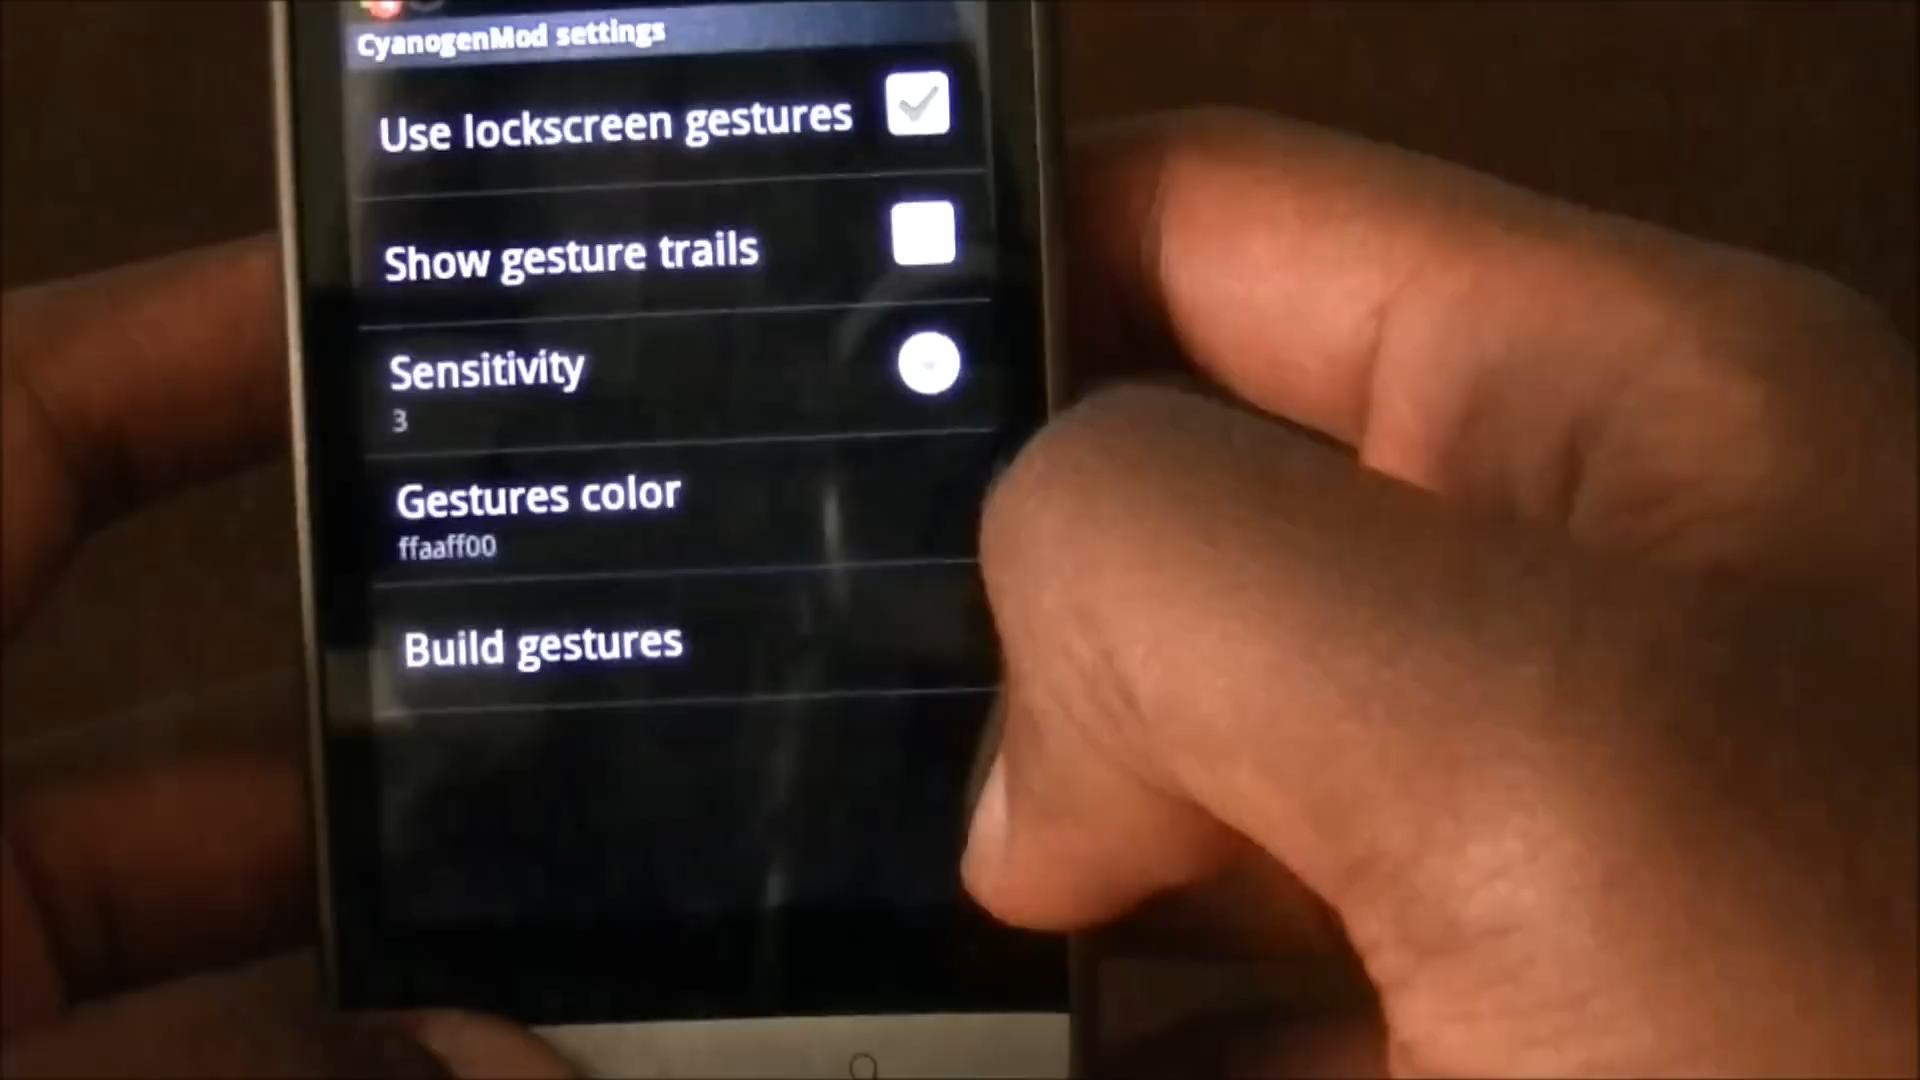 CyanogenMod settings
Use lockscreen gestures
Show gesture trails
Sensitivity
3
Gestures color
ffaaff00
Build gestures